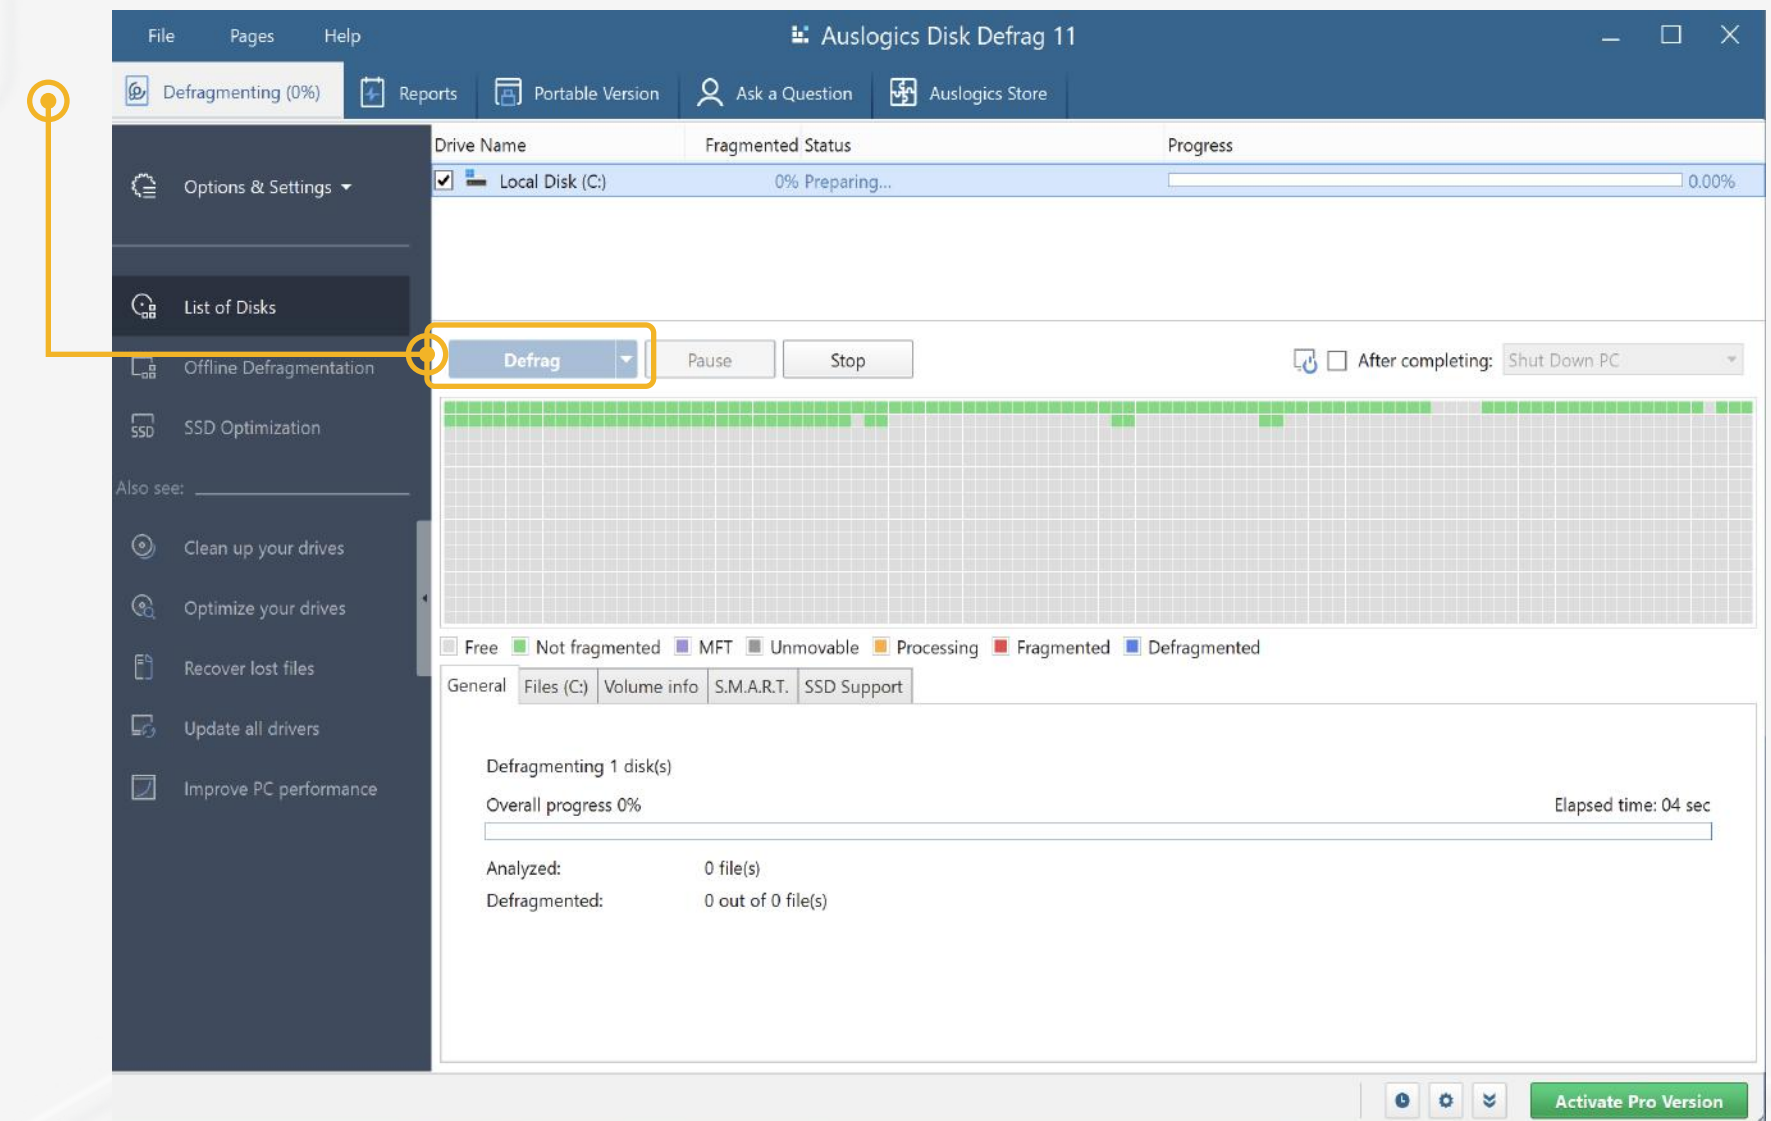 File Pages Help Auslogics Disk Defrag 11
Defragmenting (0%) Reports Portable Version Ask a Question Auslogics Store
Drive Name Fragmented Status Progress
Options & Settings
Local Disk (C:) 0% Preparing... 0.00%
List of Disks
Defrag Pause Stop After completing: Shut Down PC
Offline Defragmentation
SSD SSD Optimization
Also see:
Clean up your drives
Optimize your drives
Free Not fragmented MFT Unmovable Processing Fragmented Defragmented
Recover lost files
General Files (C:) Volume info S.M.A.R.T. SSD Support
Update all drivers
Defragmenting 1 disk(s)
Improve PC performance
Overall progress 0% Elapsed time: 04 sec
Analyzed: 0 file(s)
Defragmented: 0 out of 0 file(s)
Activate Pro Version